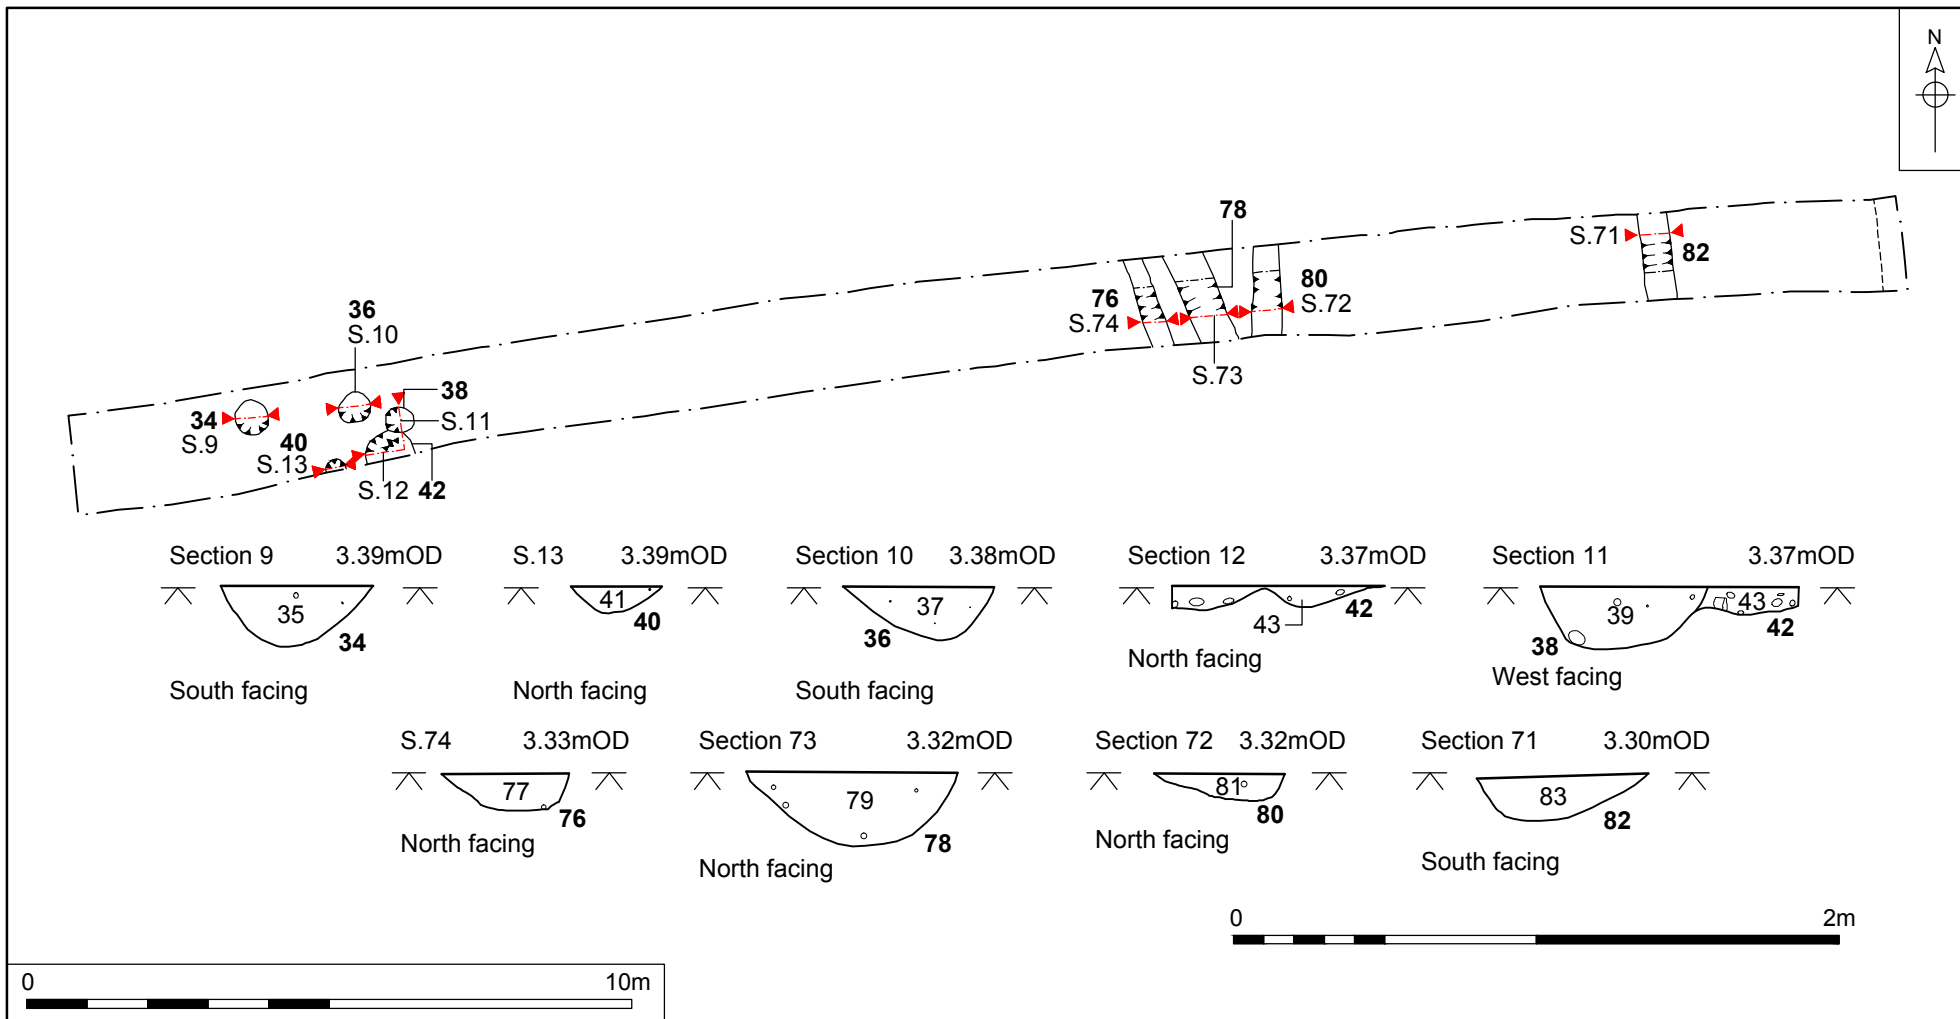 N
78
S.71
82
80
76
S.72
S.74
S.73
36
S.10
38
34
S.11
S.9
40
S.13
S.12 42
Section 9 3.39mOD
35
34
South facing
S.13 3.39mOD
41
40
North facing
Section 10 3.38mOD
37
36
South facing
Section 12 3.37mOD
43
42
North facing
Section 11 3.37mOD
39
43
38
42
West facing
S.74 3.33mOD
77
76
North facing
Section 73 3.32mOD
79
78
North facing
Section 72 3.32mOD
81
80
North facing
Section 71 3.30mOD
83
82
South facing
0 2m
0 10m